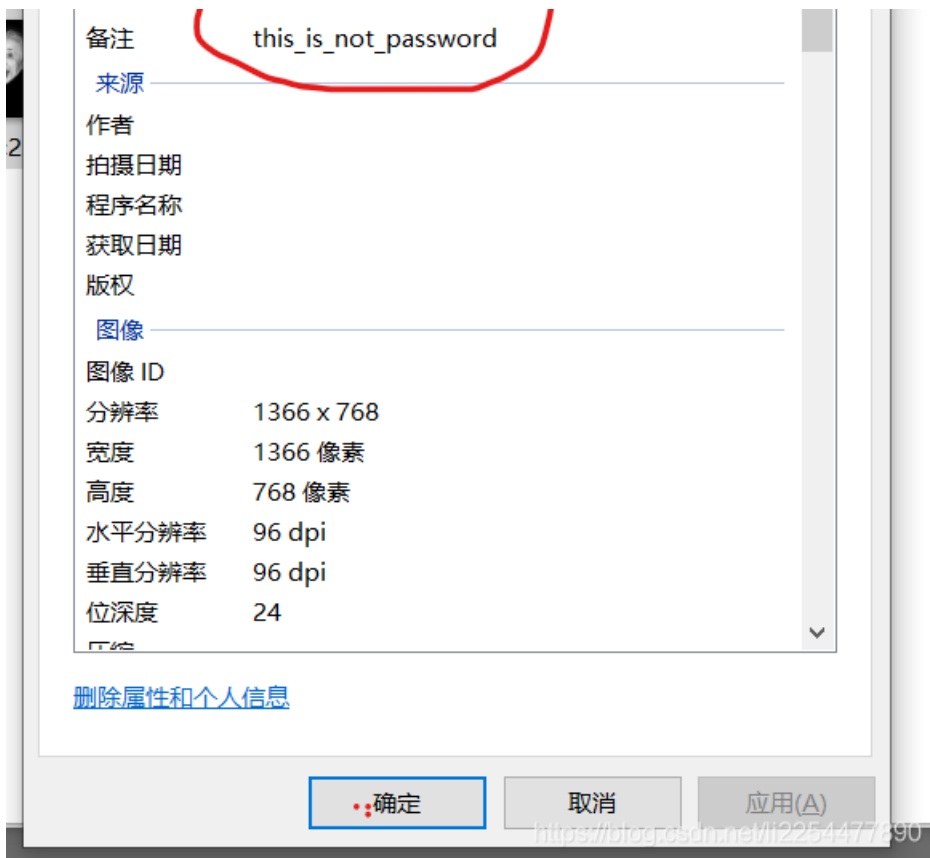 备注 this_is_not_password
来源
作者
拍摄日期
程序名称
获取日期
版权
图像
图像 ID
分辨率 1366 x 768
宽度 1366 像素
高度 768 像素
水平分辨率 96 dpi
垂直分辨率 96 dpi
位深度 24
压缩
删除属性和个人信息
确定 取消 应用(A)
https://blog.csdn.net/li2254477890
2